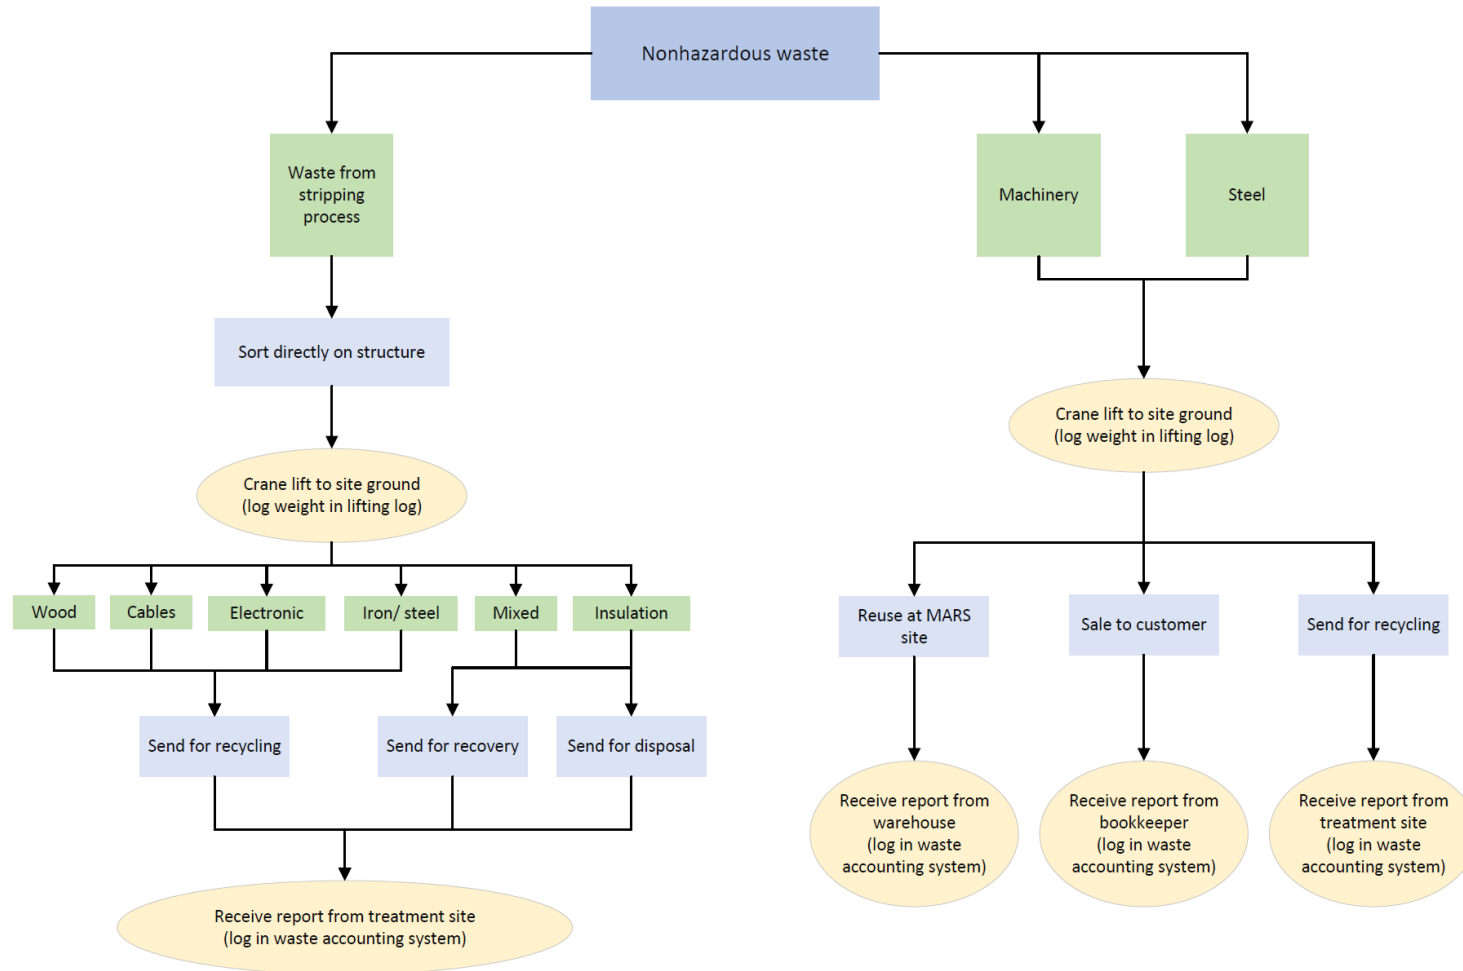 Nonhazardous waste
Waste from
stripping
process
Machinery
Steel
Sort directly on structure
Crane lift to site ground
(log weight in lifting log)
Crane lift to site ground
(log weight in lifting log)
Wood
Cables
Electronic
Iron/ steel
Mixed
Insulation
Reuse at MARS
site
Sale to customer
Send for recycling
Send for recycling
Send for recovery
Send for disposal
Receive report from
warehouse
(log in waste
accounting system)
Receive report from
bookkeeper
(log in waste
accounting system)
Receive report from
treatment site
(log in waste
accounting system)
Receive report from treatment site
(log in waste accounting system)